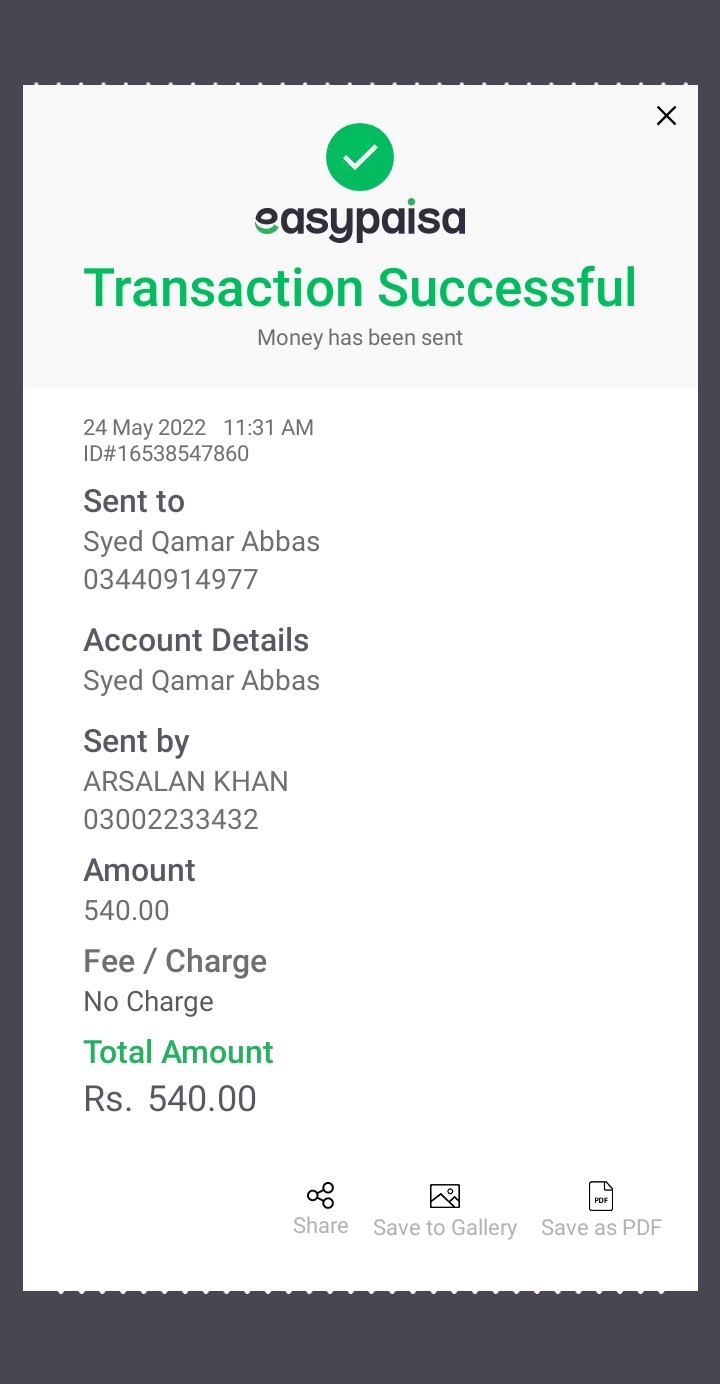 easypaisa
Transaction Successful
Money has been sent
24 May 2022 11:31 AM
ID#16538547860
Sent to
Syed Qamar Abbas
03440914977
Account Details
Syed Qamar Abbas
Sent by
ARSALAN KHAN
03002233432
Amount
540.00
Fee / Charge
No Charge
Total Amount
Rs. 540.00
PDF
Share Save to Gallery Save as PDF